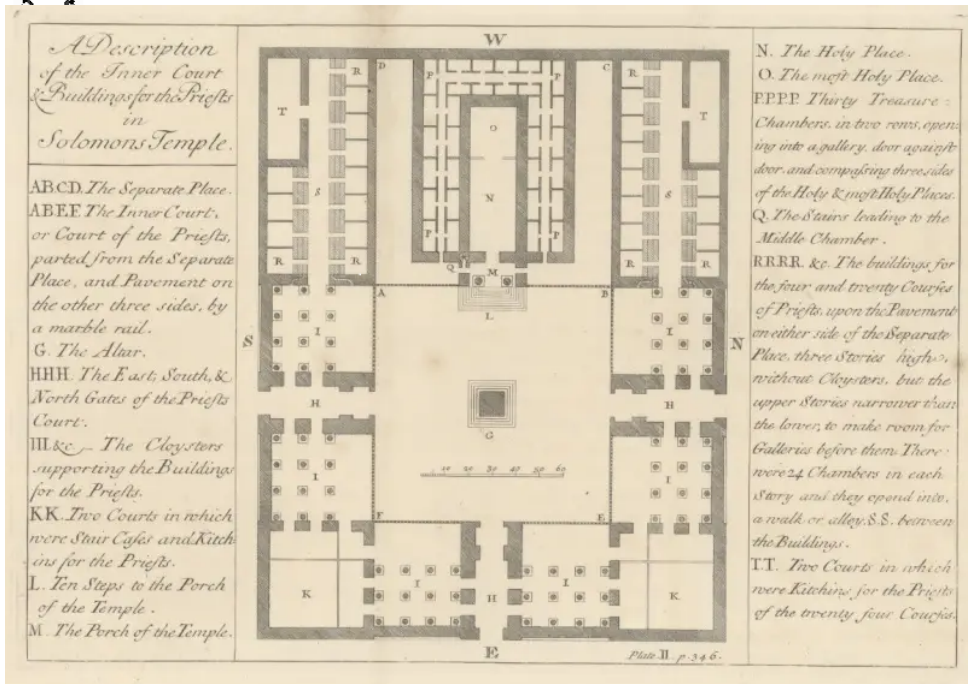 A Description
of the Inner Court
& Buildings for the Prieſts
in
Solomons Temple.
ABCD. The Separate Place.
ABEF. The Inner Court,
or Court of the Prieſts,
parted from the Separate
Place, and Pavement on
the other three sides, by
a marble rail.
G. The Altar.
HHH. The East, South, &
North Gates of the Prieſts
Court.
III. &c. The Cloysters
supporting the Buildings
for the Prieſts.
KK. Two Courts in which
were Stair Caſes and Kitch
ins for the Prieſts.
L. Ten Steps to the Porch
of the Temple.
M. The Porch of the Temple.
W
R D P P C R
T T
O
S S
N
R P P R
Q M
A B
L
I I
S N
H H
G
10 20 30 40 50 60
I I
F E
I I
K H K
E
Plate II p. 346.
N. The Holy Place.
O. The moſt Holy Place.
P.P.P.P. Thirty Treasure
Chambers, in two rows, open
ing into a gallery, door againſt
door, and compaſsing three sides
of the Holy & moſt Holy Places.
Q. The Stairs leading to the
Middle Chamber.
RRRR. &c. The buildings for
the four and twenty Courſes
of Prieſts, upon the Pavement
on either side of the Separate
Place, three Stories high,
without Cloysters, but the
upper Stories narrower than
the lower, to make room for
Galleries before them. There
were 24 Chambers in each
Story and they opend into
a walk or alley, S.S. between
the Buildings.
T.T. Two Courts in which
were Kitchins for the Prieſts
of the twenty four Courſes.